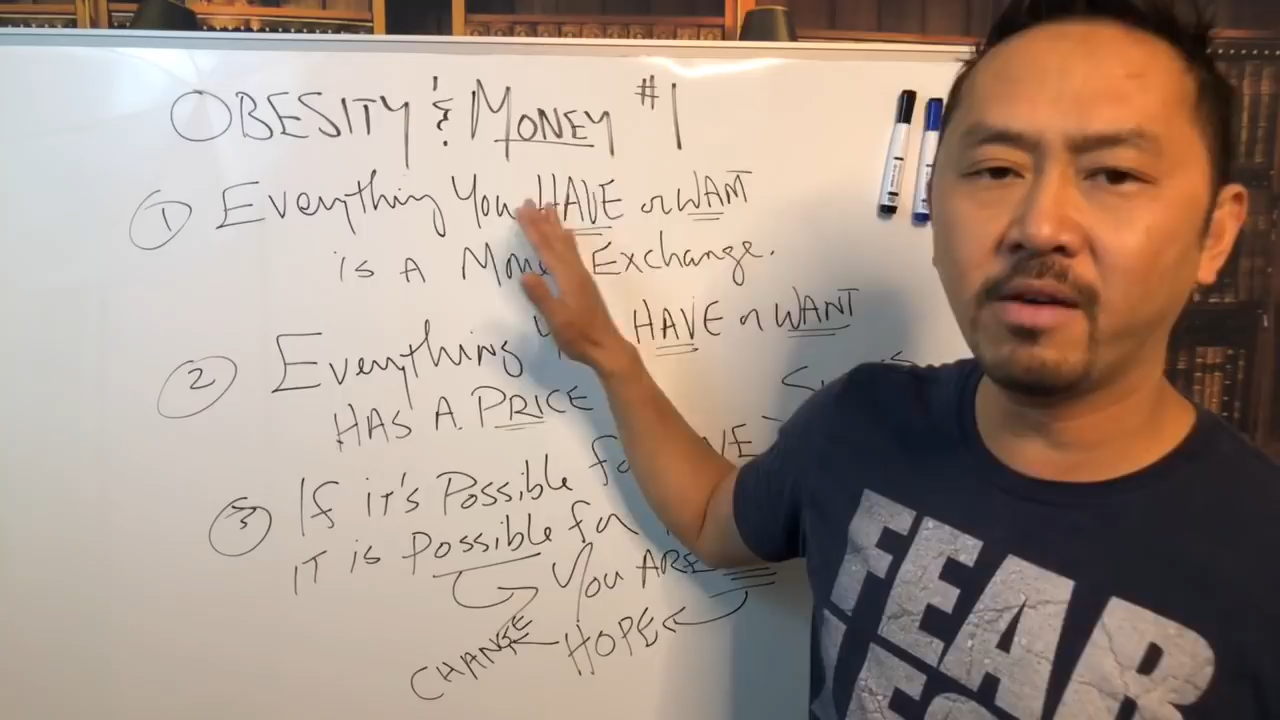 OBESITY & MONEY #1
① Everything You HAVE or WANT
is A Exchange.
② Everything HAVE or WANT
HAS A PRICE
③ If it's Possible
IT is possible for
You ARE
CHANGE HOPE
FEAR